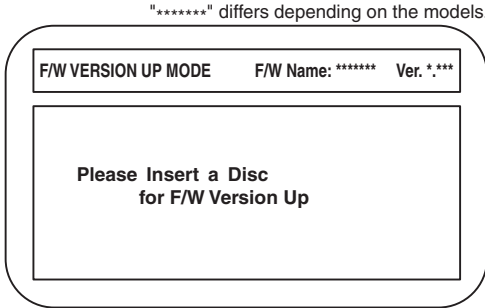 "*******" differs depending on the models
F/W VERSION UP MODE F/W Name: ******* Ver. *.***
Please Insert a Disc
for F/W Version Up